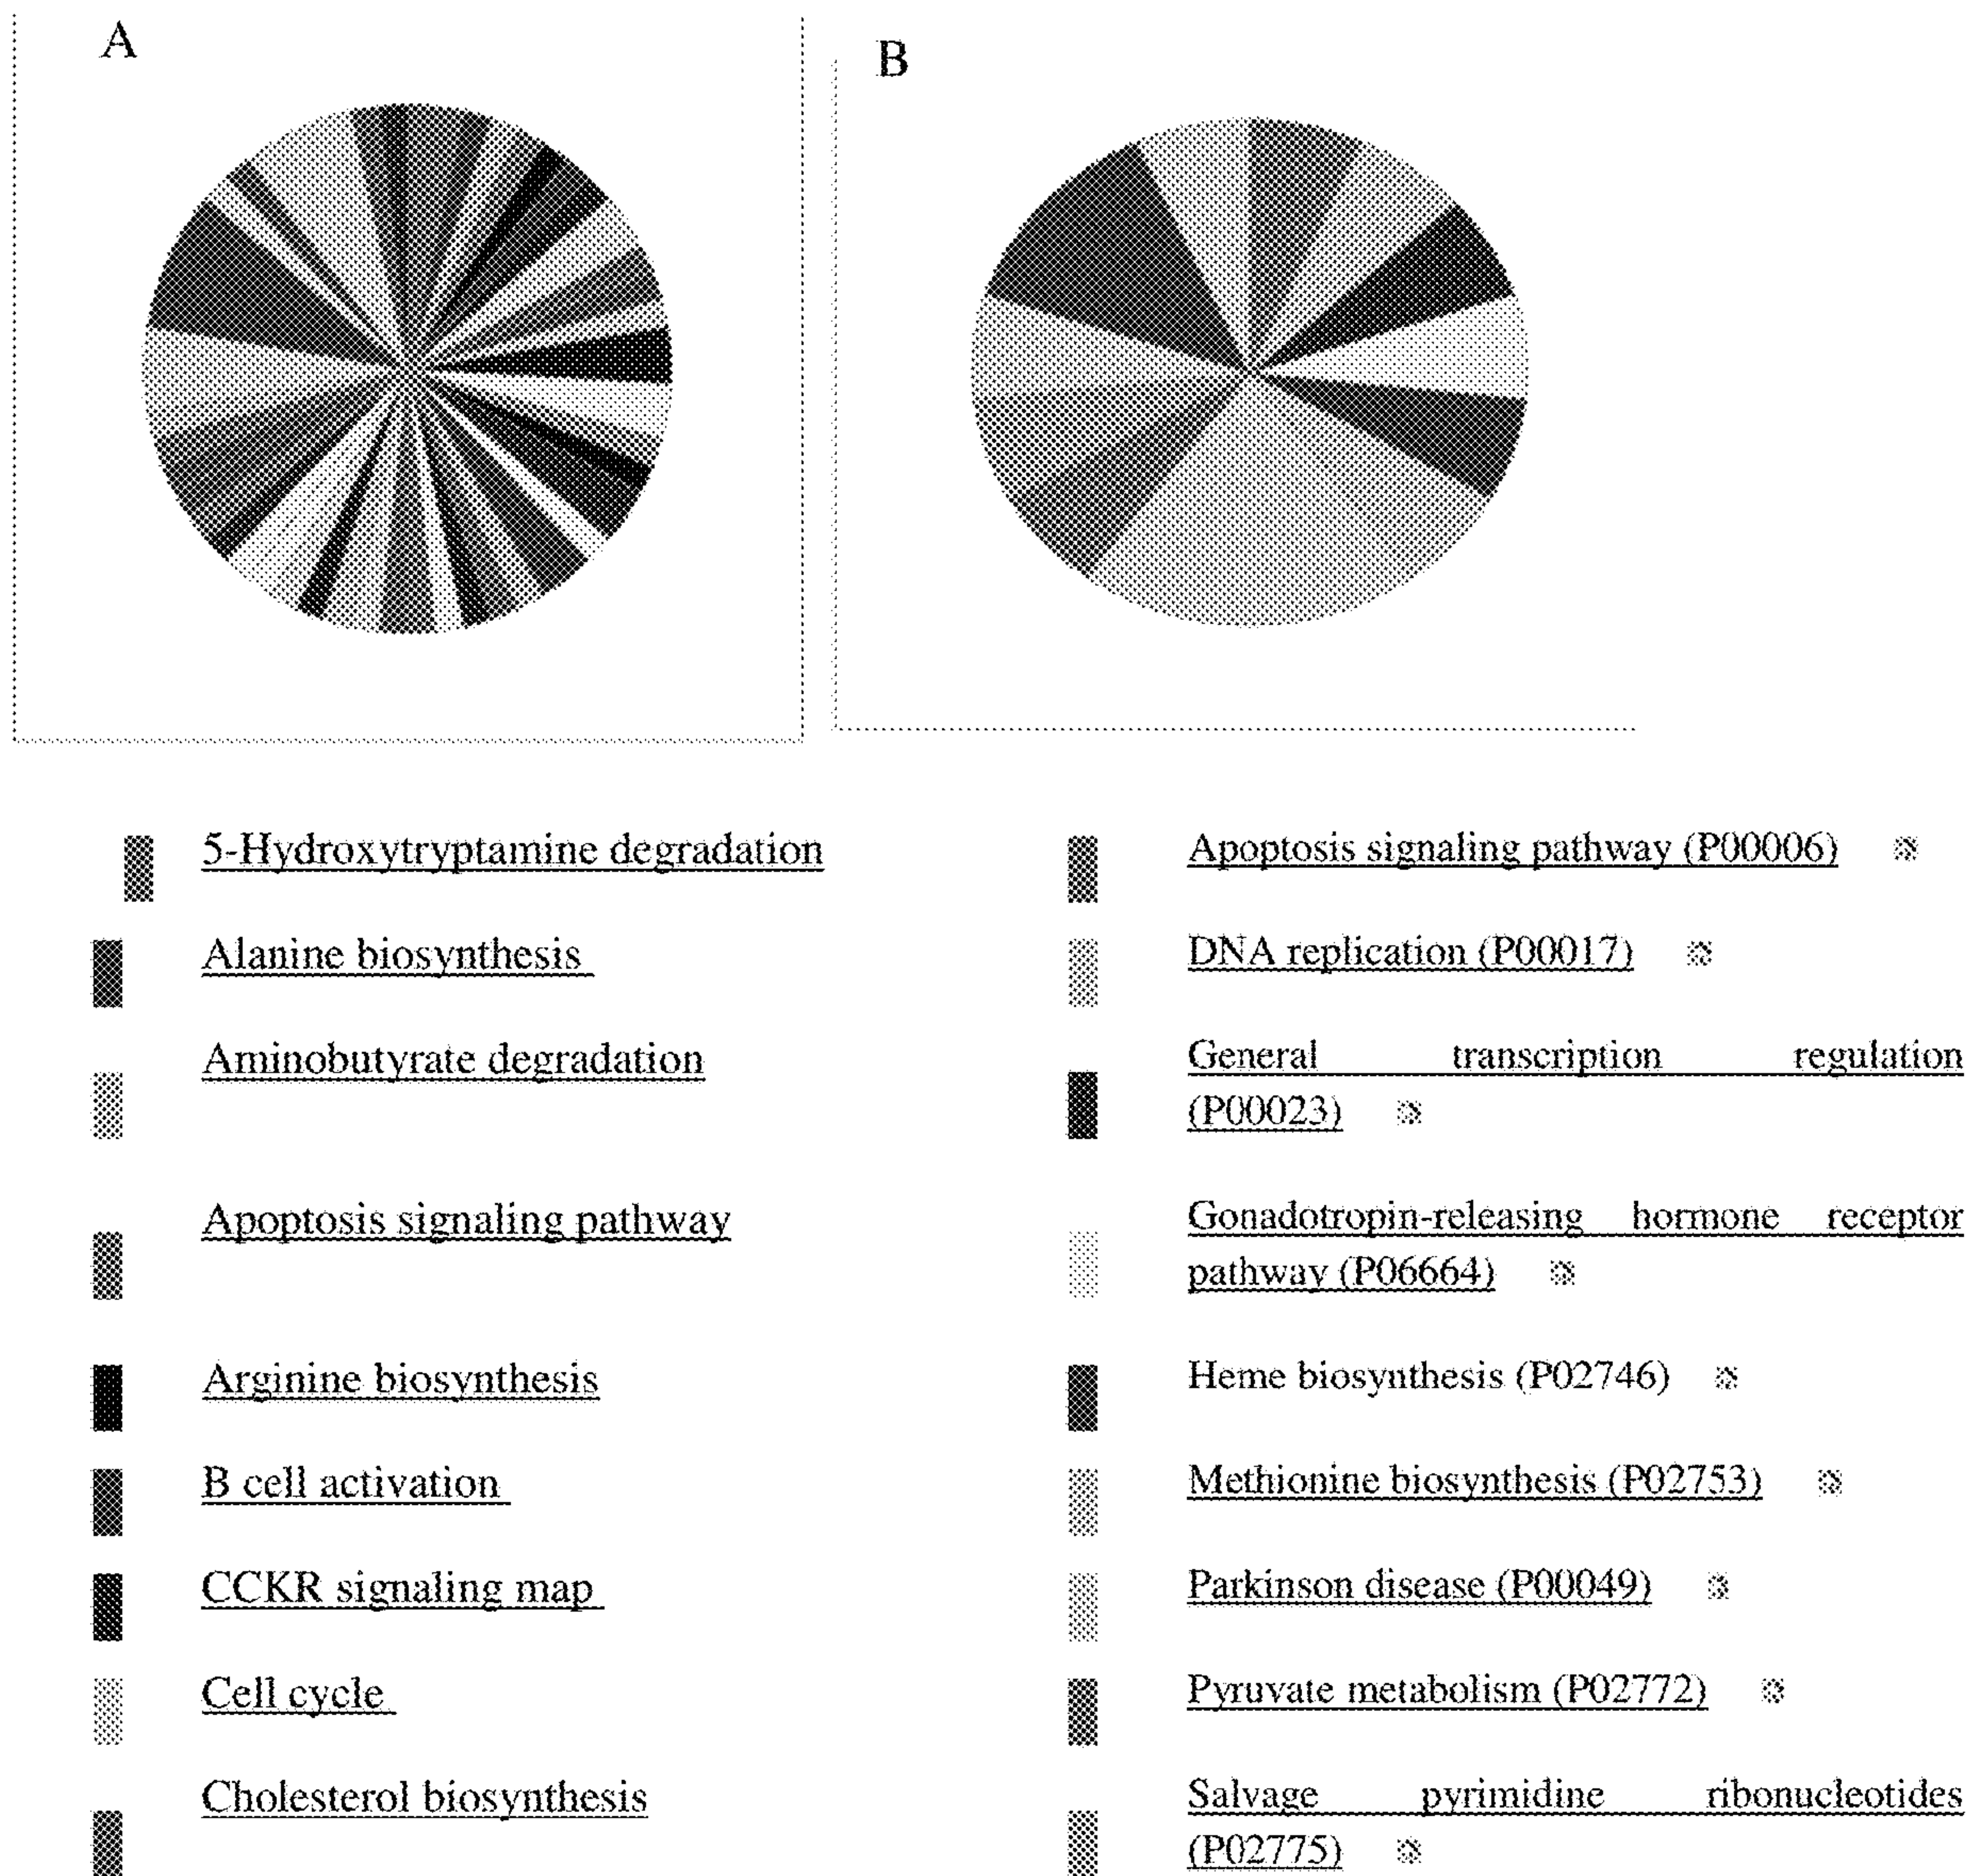 A
B
5-Hydroxytryptamine degradation
Alanine biosynthesis
Aminobutyrate degradation
Apoptosis signaling pathway
Arginine biosynthesis
B cell activation
CCKR signaling map
Cell cycle
Cholesterol biosynthesis
Apoptosis signaling pathway (P00006)
DNA replication (P00017)
General transcription regulation
(P00023)
Gonadotropin-releasing hormone receptor
pathway (P06664)
Heme biosynthesis (P02746)
Methionine biosynthesis (P02753)
Parkinson disease (P00049)
Pyruvate metabolism (P02772)
Salvage pyrimidine ribonucleotides
(P02775)